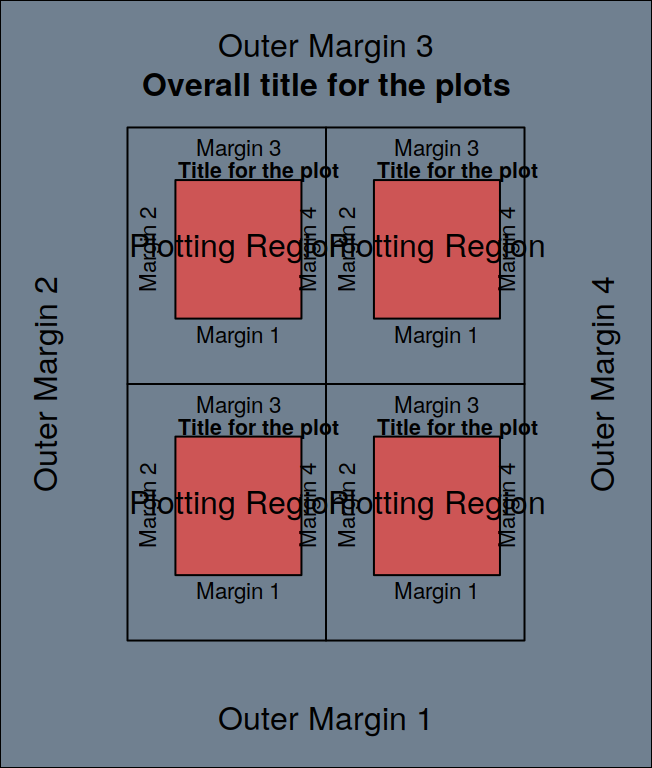 Outer Margin 3
Overall title for the plots
Margin 3
Margin 3
Title for the plot
Title for the plot
Margin 2
Plotting Region
Margin 4
Margin 2
Plotting Region
Margin 4
Margin 1
Margin 1
Outer Margin 2
Outer Margin 4
Margin 3
Margin 3
Title for the plot
Title for the plot
Margin 2
Plotting Region
Margin 4
Margin 2
Plotting Region
Margin 4
Margin 1
Margin 1
Outer Margin 1